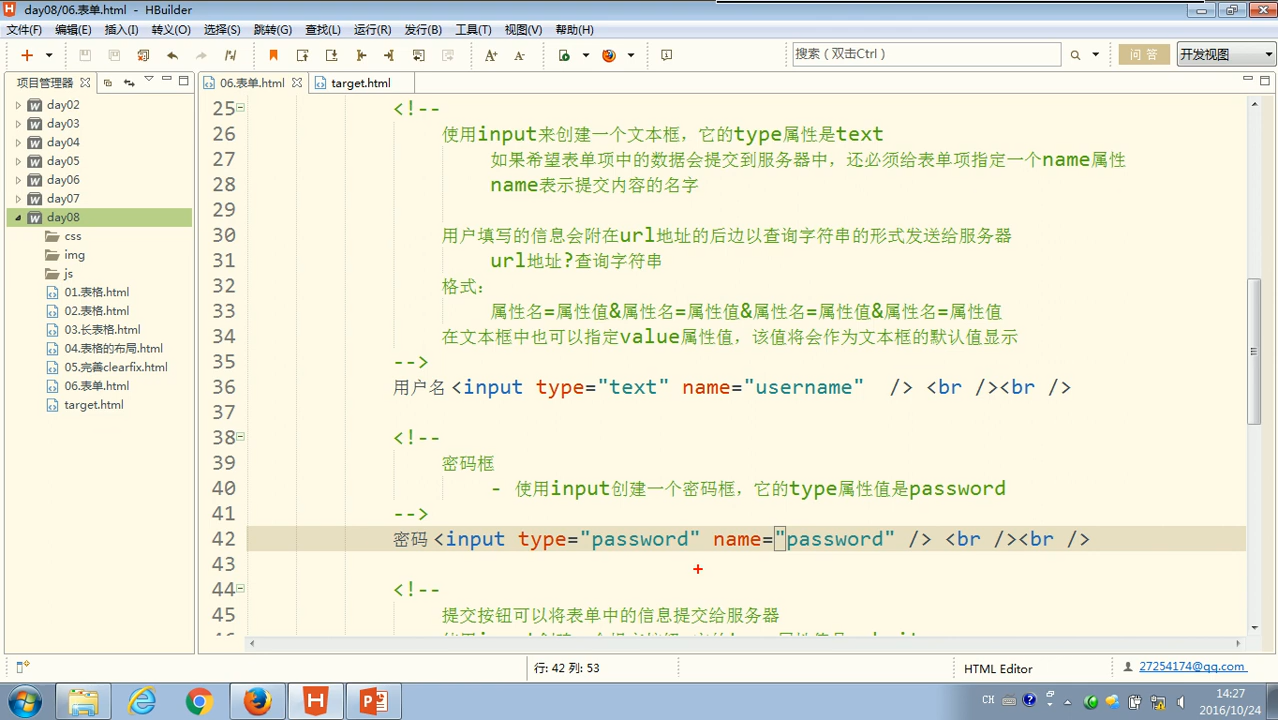 day08/06.表单.html - HBuilder
文件(F) 编辑(E) 插入(I) 转义(O) 选择(S) 跳转(G) 查找(L) 运行(R) 发行(B) 工具(T) 视图(V) 帮助(H)
搜索（双击Ctrl）
问 答
开发视图
项目管理器
06.表单.html
target.html
day02
day03
day04
day05
day06
day07
day08
css
img
js
01.表格.html
02.表格.html
03.长表格.html
04.表格的布局.html
05.完善clearfix.html
06.表单.html
target.html
25 <!--
26 使用input来创建一个文本框，它的type属性是text
27 如果希望表单项中的数据会提交到服务器中，还必须给表单项指定一个name属性
28 name表示提交内容的名字
29
30 用户填写的信息会附在url地址的后边以查询字符串的形式发送给服务器
31 url地址?查询字符串
32 格式：
33 属性名=属性值&属性名=属性值&属性名=属性值&属性名=属性值
34 在文本框中也可以指定value属性值，该值将会作为文本框的默认值显示
35 -->
36 用户名<input type="text" name="username"  /> <br /><br />
37
38 <!--
39 密码框
40 - 使用input创建一个密码框，它的type属性值是password
41 -->
42 密码<input type="password" name="password" /> <br /><br />
43
44 <!--
45 提交按钮可以将表单中的信息提交给服务器
行: 42 列: 53
HTML Editor
27254174@qq.com
CH
14:27
2016/10/24